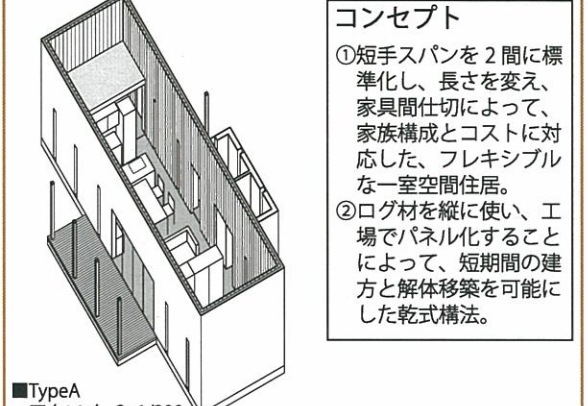 コンセプト
①短手スパンを2間に標
準化し、長さを変え、
家具間仕切によって、
家族構成とコストに対
応した、フレキシブル
な一室空間住居。
②ログ材を縦に使い、工
場でパネル化すること
によって、短期間の建
方と解体移築を可能に
した乾式構法。
■TypeA